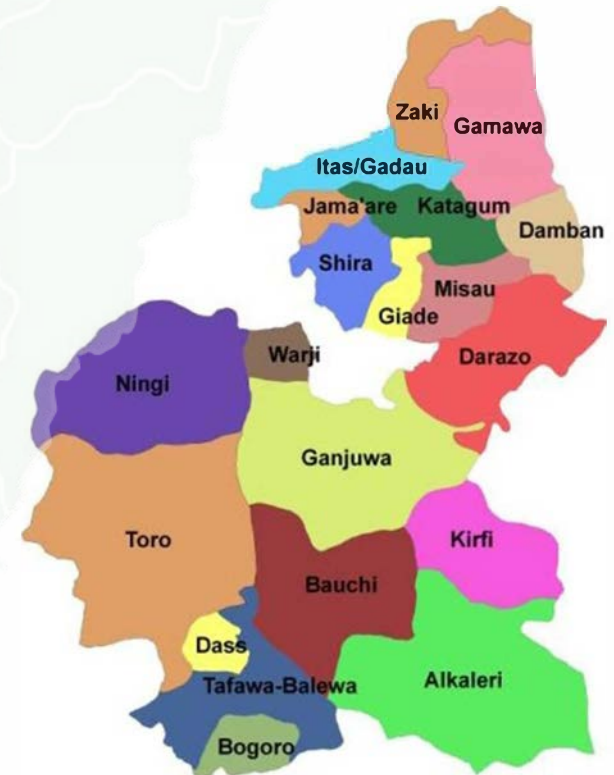 Zaki
Gamawa
Itas/Gadau
Jama'are
Katagum
Damban
Shira
Misau
Giade
Warji
Darazo
Ningi
Ganjuwa
Toro
Kirfi
Bauchi
Dass
Alkaleri
Tafawa-Balewa
Bogoro